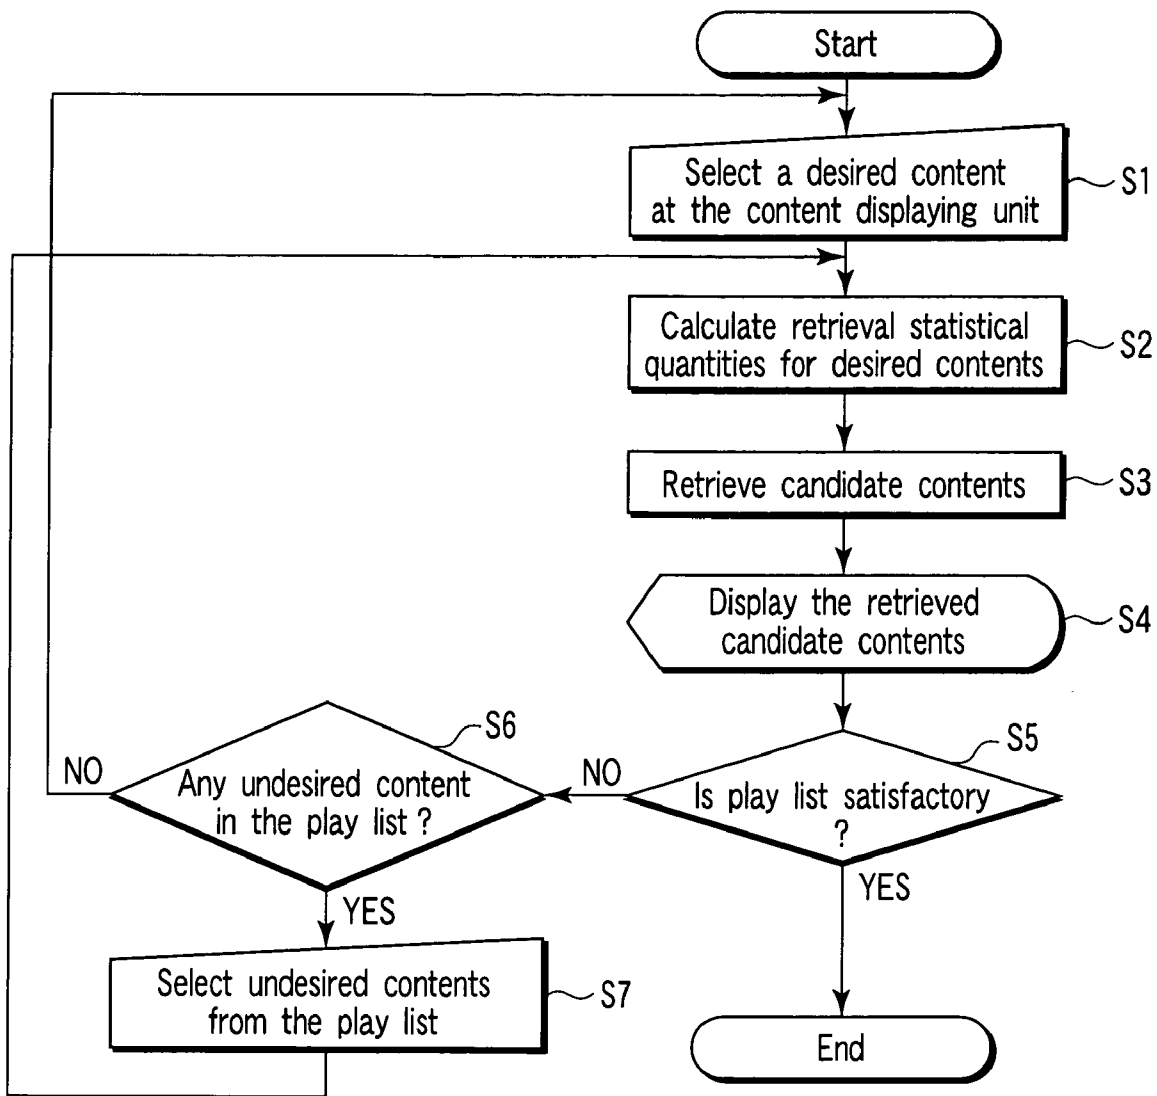 Start
Select a desired content
at the content displaying unit
S1
Calculate retrieval statistical
quantities for desired contents
S2
Retrieve candidate contents
S3
Display the retrieved
candidate contents
S4
S5
Is play list satisfactory
?
NO
YES
S6
Any undesired content
in the play list ?
NO
YES
Select undesired contents
from the play list
S7
End